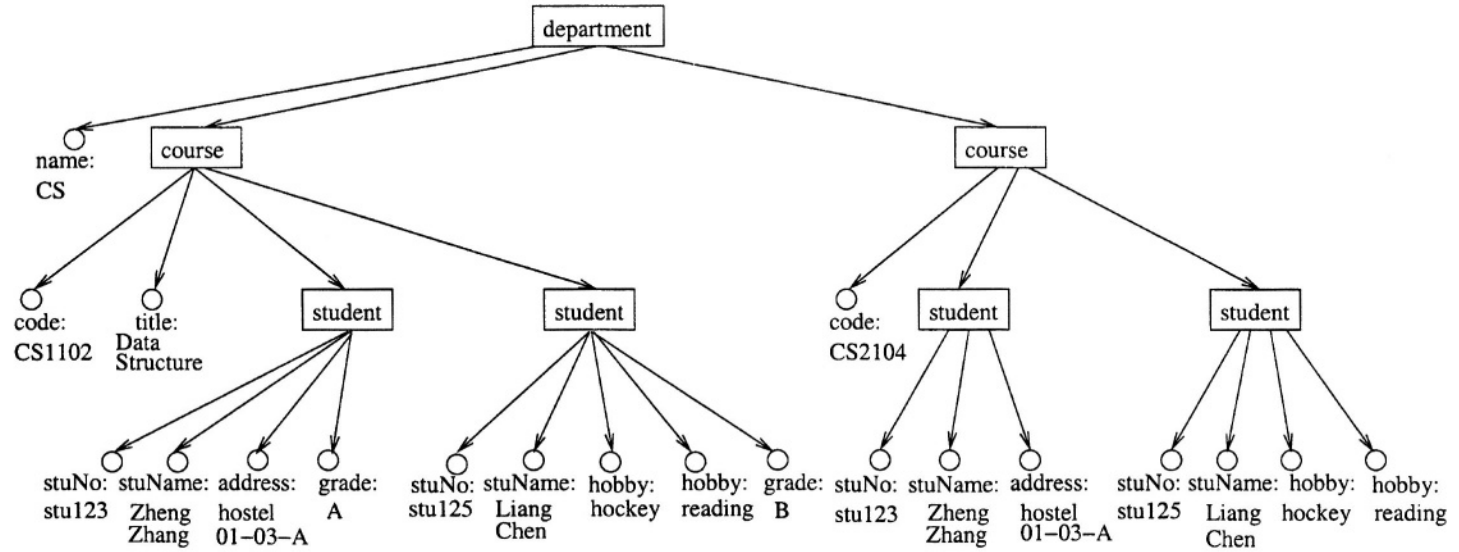 department
name:
CS
course
course
code:
CS1102
title:
Data
Structure
student
student
code:
CS2104
student
student
stuNo:
stu123
stuName:
Zheng
Zhang
address:
hostel
01-03-A
grade:
A
stuNo:
stu125
stuName:
Liang
Chen
hobby:
hockey
hobby:
reading
grade:
B
stuNo:
stu123
stuName:
Zheng
Zhang
address:
hostel
01-03-A
stuNo:
stu125
stuName:
Liang
Chen
hobby:
hockey
hobby:
reading